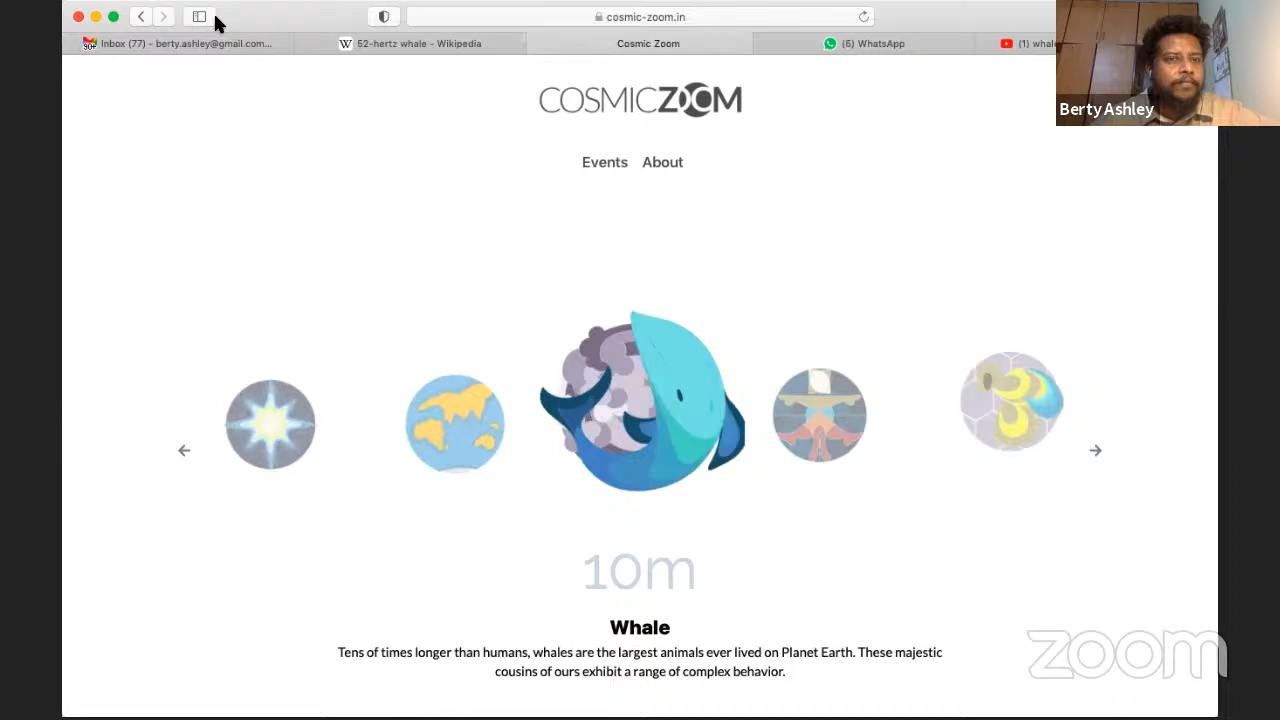 cosmic-zoom.in
90+ Inbox (77) - berty.ashley@gmail.com...
W 52-hertz whale - Wikipedia
Cosmic Zoom
(6) WhatsApp
(1) whale
Berty Ashley
COSMICZOOM
Events About
10m
Whale
Tens of times longer than humans, whales are the largest animals ever lived on Planet Earth. These majestic
cousins of ours exhibit a range of complex behavior.
zoom